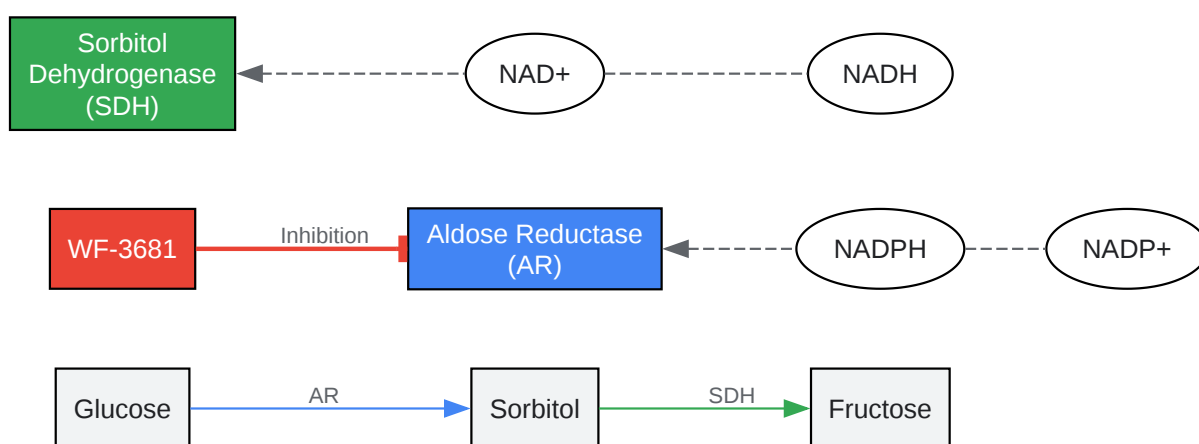 Sorbitol
Dehydrogenase
(SDH)
NAD+
NADH
WF-3681
Inhibition
Aldose Reductase
(AR)
NADPH
NADP+
Glucose
AR
Sorbitol
SDH
Fructose